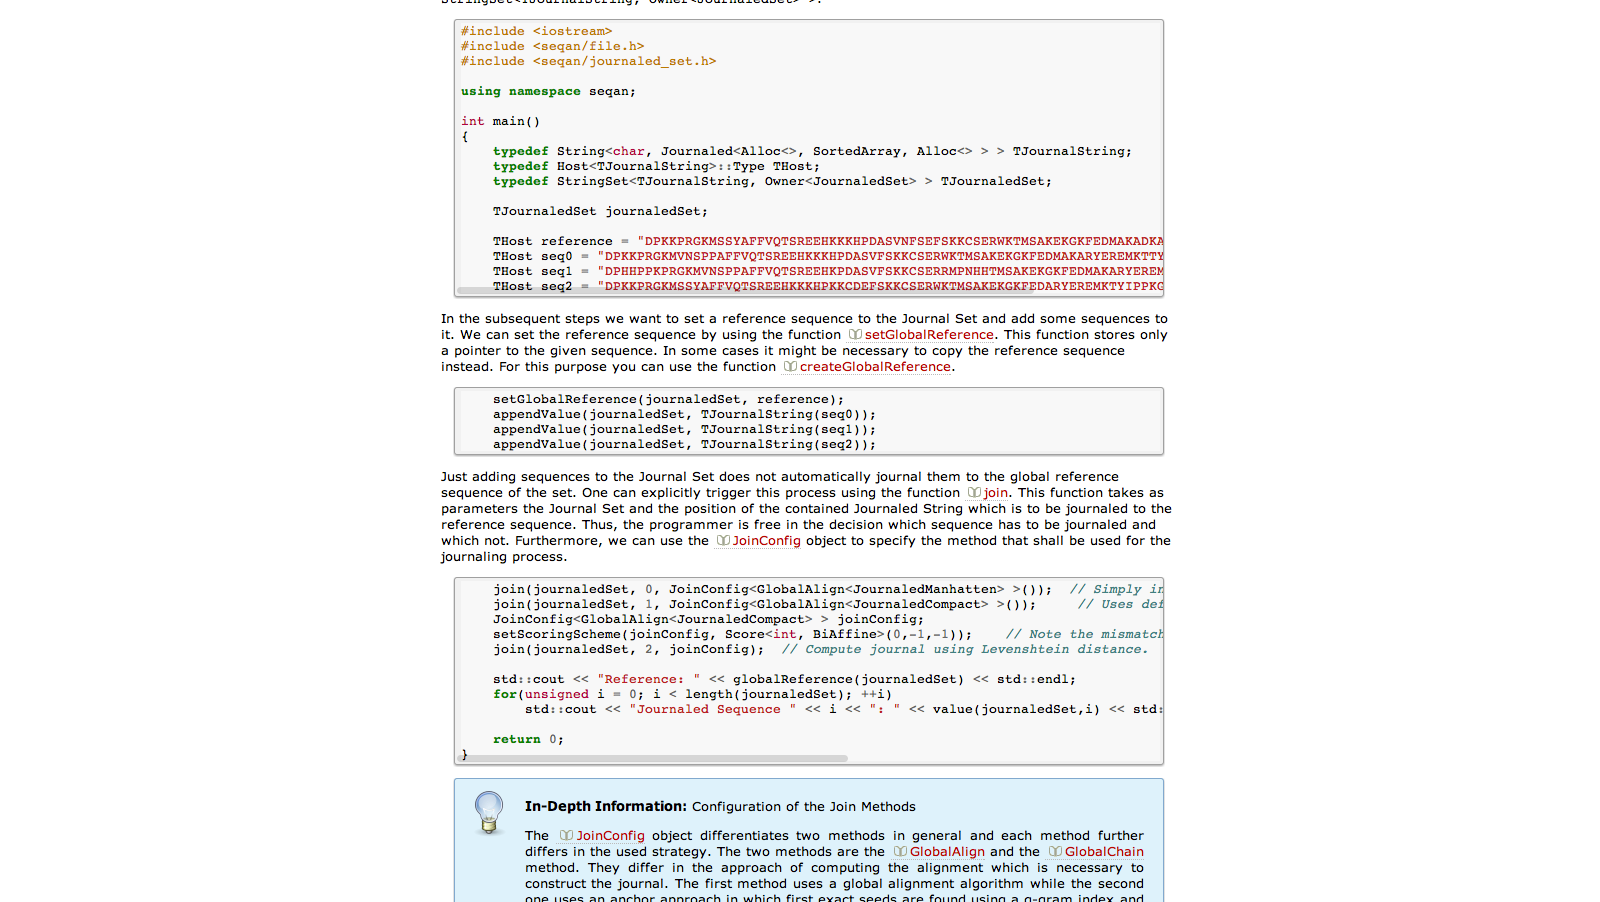 StringSet<TJournalString, Owner<JournaledSet> >.
#include <iostream>
#include <seqan/file.h>
#include <seqan/journaled_set.h>
using namespace seqan;
int main()
{
typedef String<char, Journaled<Alloc<>, SortedArray, Alloc<> > > TJournalString;
typedef Host<TJournalString>::Type THost;
typedef StringSet<TJournalString, Owner<JournaledSet> > TJournaledSet;
TJournaledSet journaledSet;
THost reference = "DPKKPRGKMSSYAFFVQTSREEHKKKHPDASVNFSEFSKKCSERWKTMSAKEKGKFEDMAKADKA
THost seq0 = "DPKKPRGKMVNSPPAFFVQTSREEHKKKHPDASVFSKKCSERWKTMSAKEKGKFEDMAKARYEREMKTTY
THost seq1 = "DPHHPPKPRGKMVNSPPAFFVQTSREEHKPDASVFSKKCSERRMPNHHTMSAKEKGKFEDMAKARYEREM
THost seq2 = "DPKKPRGKMSSYAFFVQTSREEHKKKHPKKCDEFSKKCSERWKTMSAKEKGKFEDARYEREMKTYIPPKG
In the subsequent steps we want to set a reference sequence to the Journal Set and add some sequences to
it. We can set the reference sequence by using the function setGlobalReference. This function stores only
a pointer to the given sequence. In some cases it might be necessary to copy the reference sequence
instead. For this purpose you can use the function createGlobalReference.
setGlobalReference(journaledSet, reference);
appendValue(journaledSet, TJournalString(seq0));
appendValue(journaledSet, TJournalString(seq1));
appendValue(journaledSet, TJournalString(seq2));
Just adding sequences to the Journal Set does not automatically journal them to the global reference
sequence of the set. One can explicitly trigger this process using the function join. This function takes as
parameters the Journal Set and the position of the contained Journaled String which is to be journaled to the
reference sequence. Thus, the programmer is free in the decision which sequence has to be journaled and
which not. Furthermore, we can use the JoinConfig object to specify the method that shall be used for the
journaling process.
join(journaledSet, 0, JoinConfig<GlobalAlign<JournaledManhatten> >()); // Simply in
join(journaledSet, 1, JoinConfig<GlobalAlign<JournaledCompact> >()); // Uses def
JoinConfig<GlobalAlign<JournaledCompact> > joinConfig;
setScoringScheme(joinConfig, Score<int, BiAffine>(0,-1,-1)); // Note the mismatch
join(journaledSet, 2, joinConfig); // Compute journal using Levenshtein distance.
std::cout << "Reference: " << globalReference(journaledSet) << std::endl;
for(unsigned i = 0; i < length(journaledSet); ++i)
std::cout << "Journaled Sequence " << i << ": " << value(journaledSet,i) << std:
return 0;
}
In-Depth Information: Configuration of the Join Methods
The JoinConfig object differentiates two methods in general and each method further
differs in the used strategy. The two methods are the GlobalAlign and the GlobalChain
method. They differ in the approach of computing the alignment which is necessary to
construct the journal. The first method uses a global alignment algorithm while the second
one uses an anchor approach in which first exact seeds are found using a q-gram index and